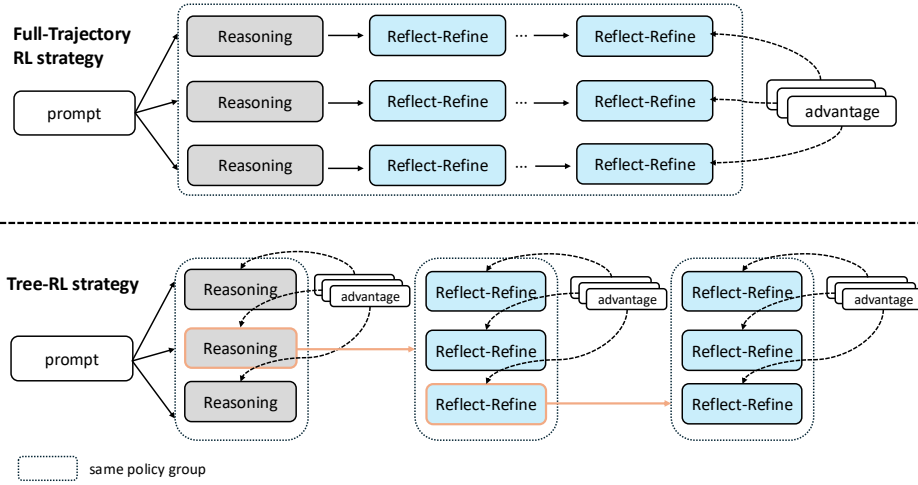 Full-Trajectory
RL strategy
prompt
Reasoning
Reflect-Refine
...
Reflect-Refine
Reasoning
Reflect-Refine
...
Reflect-Refine
advantage
Reasoning
Reflect-Refine
...
Reflect-Refine
Tree-RL strategy
prompt
Reasoning
Reasoning
Reasoning
advantage
Reflect-Refine
Reflect-Refine
Reflect-Refine
advantage
Reflect-Refine
Reflect-Refine
Reflect-Refine
advantage
same policy group